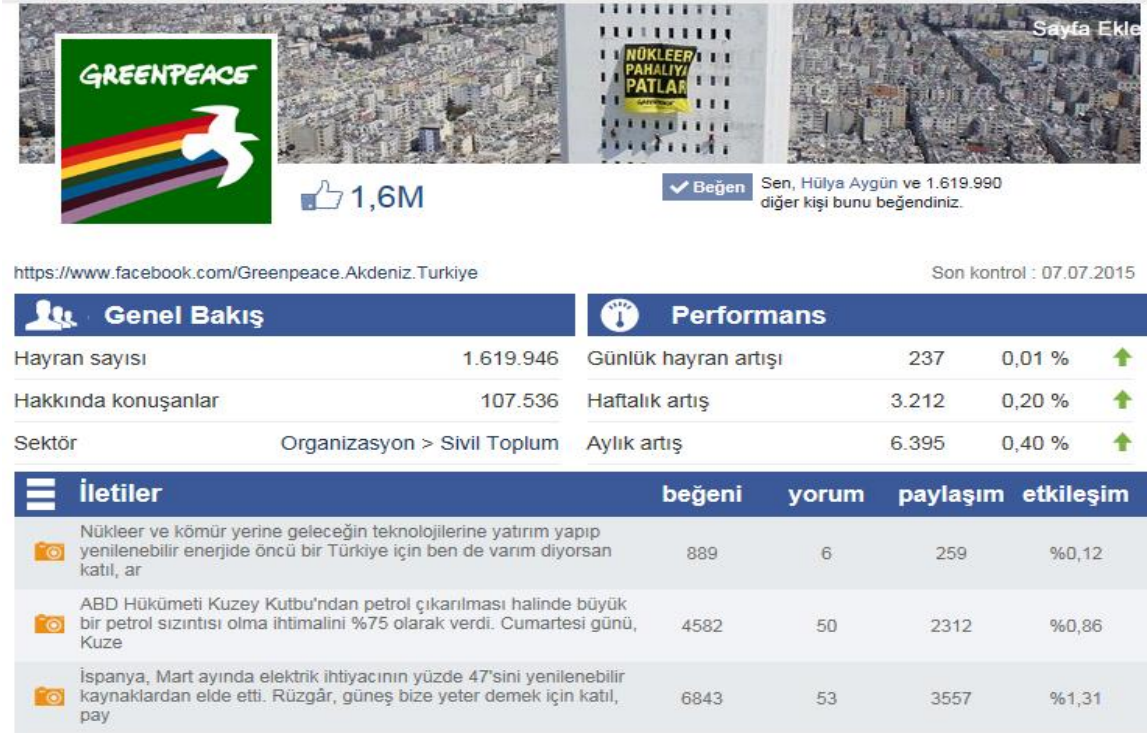 Sayfa Ekle
NÜKLEER
PAHALIYA
PATLAR
GREENPEACE
GREENPEACE
1,6M
Beğen
Sen, Hülya Aygün ve 1.619.990
diğer kişi bunu beğendiniz.
https://www.facebook.com/Greenpeace.Akdeniz.Turkiye
Son kontrol : 07.07.2015
Genel Bakış
Hayran sayısı 1.619.946
Hakkında konuşanlar 107.536
Sektör Organizasyon > Sivil Toplum
Performans
Günlük hayran artışı 237 0,01 %
Haftalık artış 3.212 0,20 %
Aylık artış 6.395 0,40 %
İletiler beğeni yorum paylaşım etkileşim
Nükleer ve kömür yerine geleceğin teknolojilerine yatırım yapıp
yenilenebilir enerjide öncü bir Türkiye için ben de varım diyorsan
katıl, ar
889 6 259 %0,12
ABD Hükümeti Kuzey Kutbu'ndan petrol çıkarılması halinde büyük
bir petrol sızıntısı olma ihtimalini %75 olarak verdi. Cumartesi günü,
Kuze
4582 50 2312 %0,86
İspanya, Mart ayında elektrik ihtiyacının yüzde 47'sini yenilenebilir
kaynaklardan elde etti. Rüzgâr, güneş bize yeter demek için katıl,
pay
6843 53 3557 %1,31